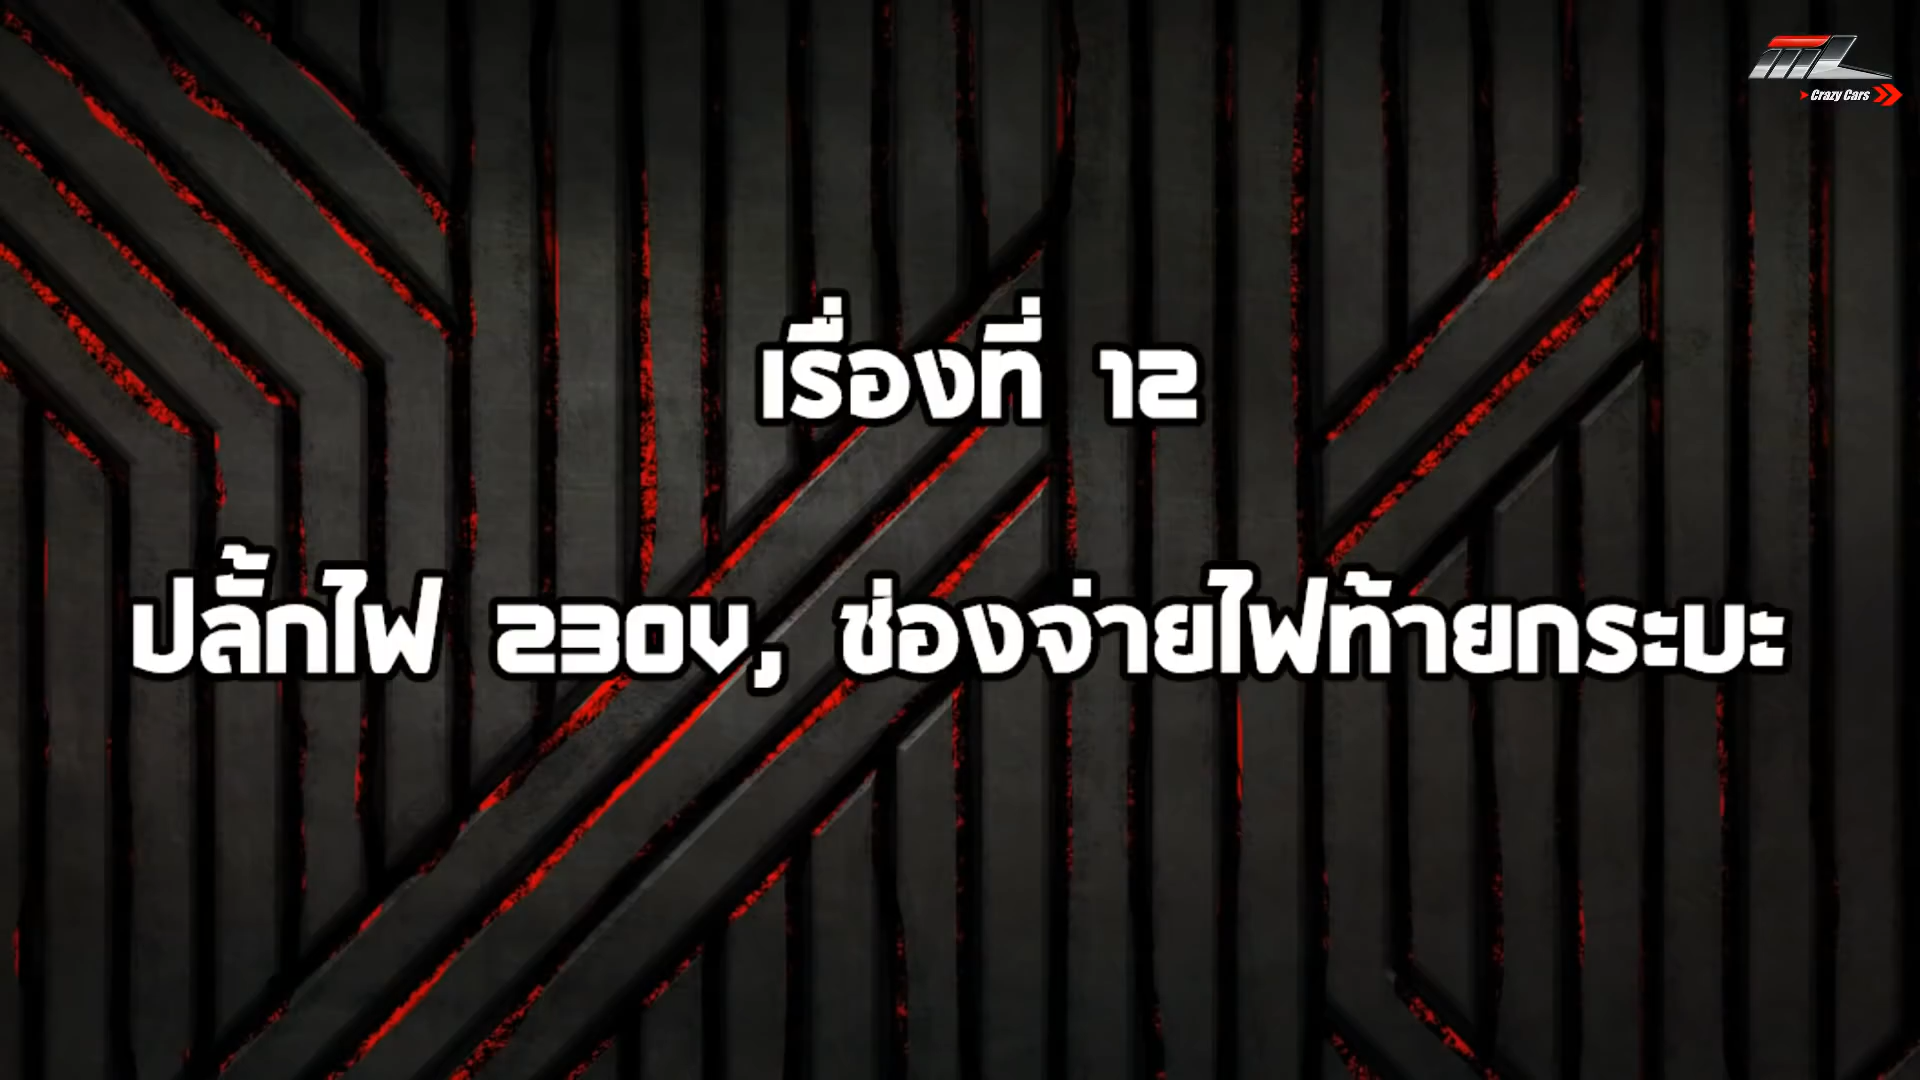 Crazy Cars
เรื่องที่ 12
ปลั้กไฟ 230V, ช่องจ่ายไฟท้ายกระบะ